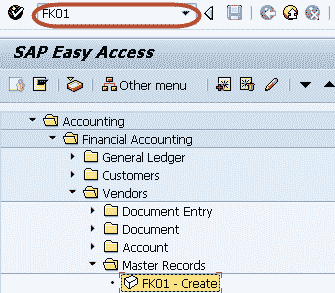 FK01
SAP Easy Access
Other menu
Accounting
Financial Accounting
General Ledger
Customers
Vendors
Document Entry
Document
Account
Master Records
FK01 - Create